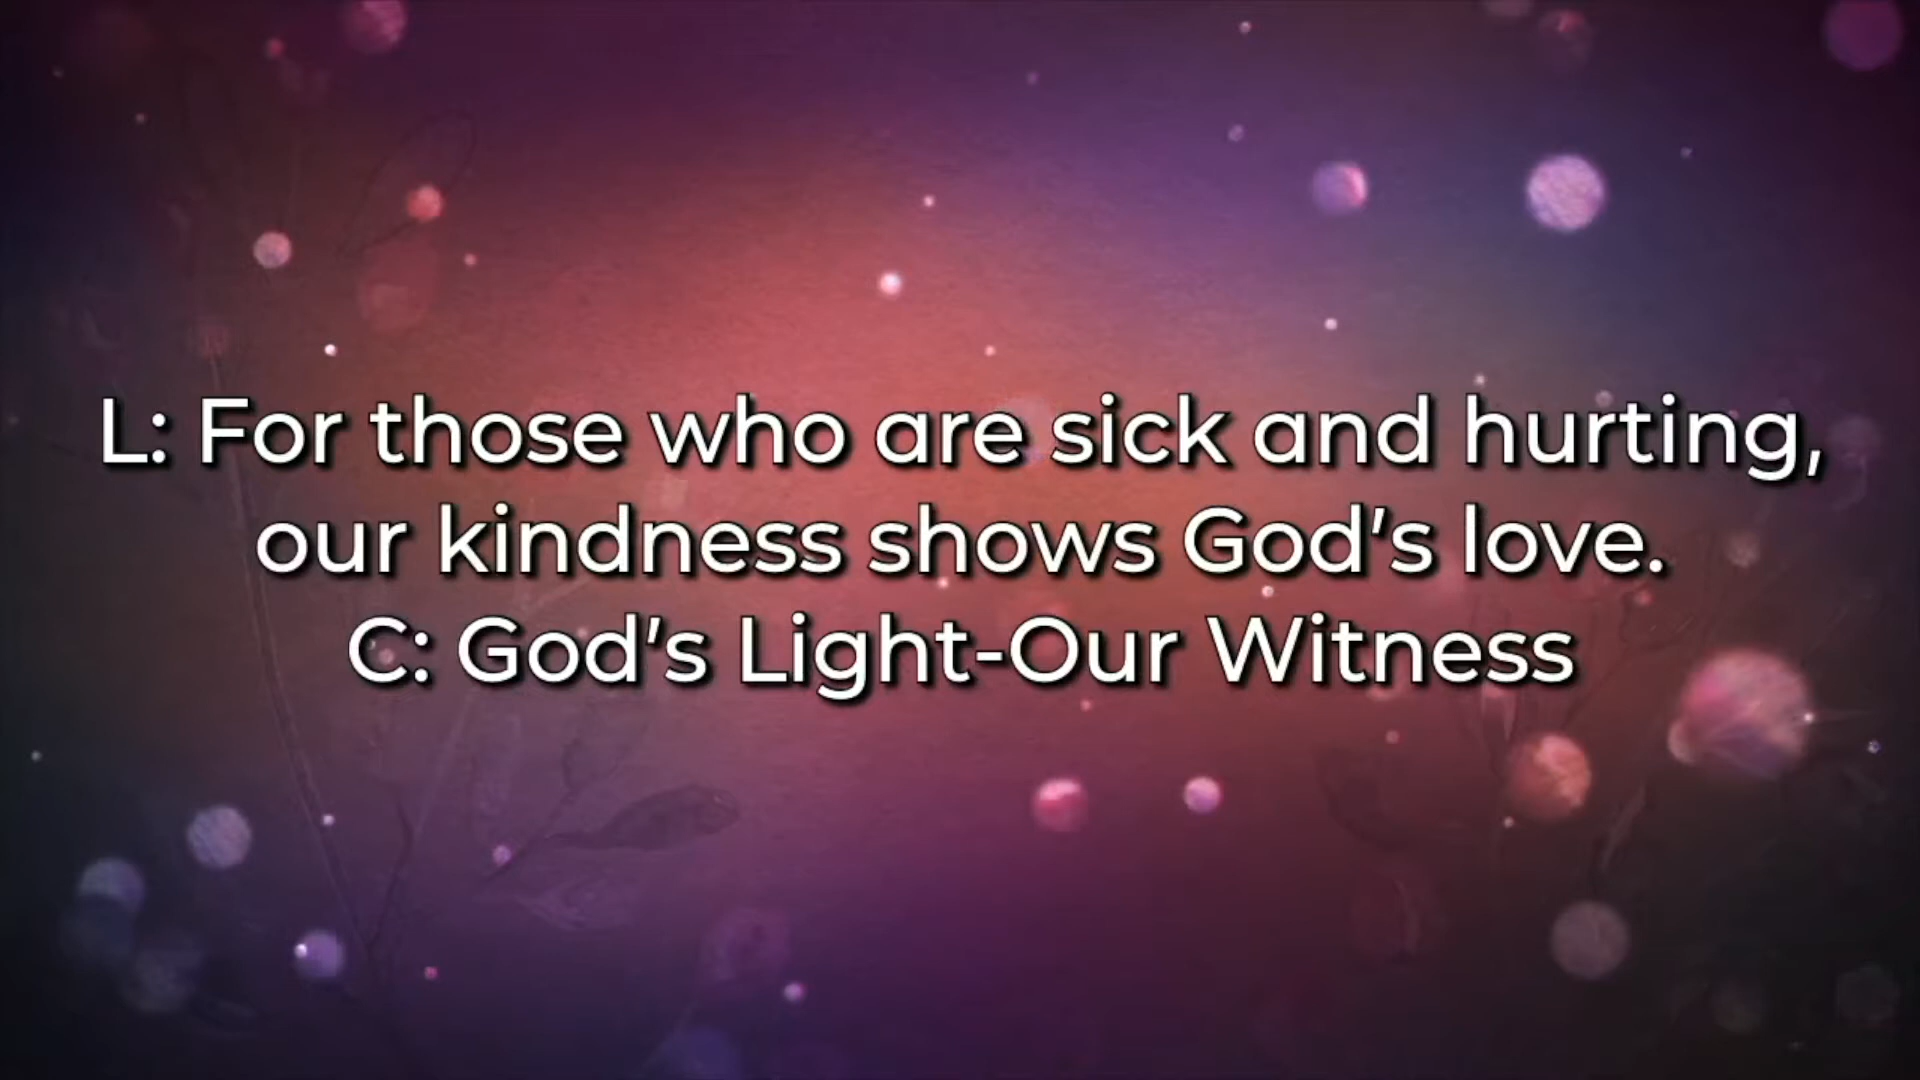 L: For those who are sick and hurting,
our kindness shows God's love.
C: God's Light-Our Witness